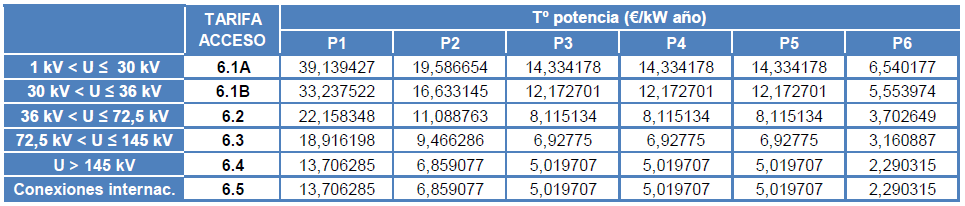 TARIFA ACCESO Tº potencia (€/kW año)
P1 P2 P3 P4 P5 P6
1 kV < U ≤ 30 kV 6.1A 39,139427 19,586654 14,334178 14,334178 14,334178 6,540177
30 kV < U ≤ 36 kV 6.1B 33,237522 16,633145 12,172701 12,172701 12,172701 5,553974
36 kV < U ≤ 72,5 kV 6.2 22,158348 11,088763 8,115134 8,115134 8,115134 3,702649
72,5 kV < U ≤ 145 kV 6.3 18,916198 9,466286 6,92775 6,92775 6,92775 3,160887
U > 145 kV 6.4 13,706285 6,859077 5,019707 5,019707 5,019707 2,290315
Conexiones internac. 6.5 13,706285 6,859077 5,019707 5,019707 5,019707 2,290315